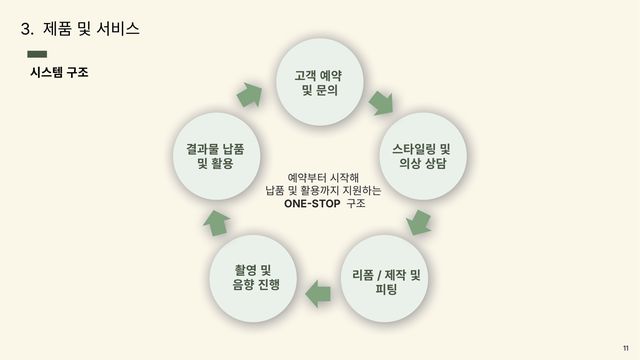 3. 제품 및 서비스
시스템 구조
고객 예약
및 문의
스타일링 및
의상 상담
리폼 / 제작 및
피팅
촬영 및
음향 진행
결과물 납품
및 활용
예약부터 시작해
납품 및 활용까지 지원하는
ONE-STOP 구조
11